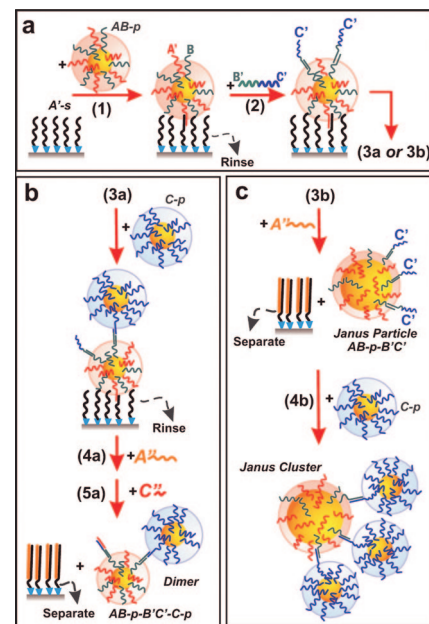 a
AB-p
+
A'-s
(1)
A'
B
+ B' C'
(2)
Rinse
C'
C'
(3a or 3b)
b
(3a)
+
C-p
Rinse
(4a) + A''
(5a) + C''
+
Separate
Dimer
AB-p-B'C'-C-p
c
(3b)
+ A''
C'
C'
C'
+
Separate
Janus Particle
AB-p-B'C'
(4b) +
C-p
Janus Cluster